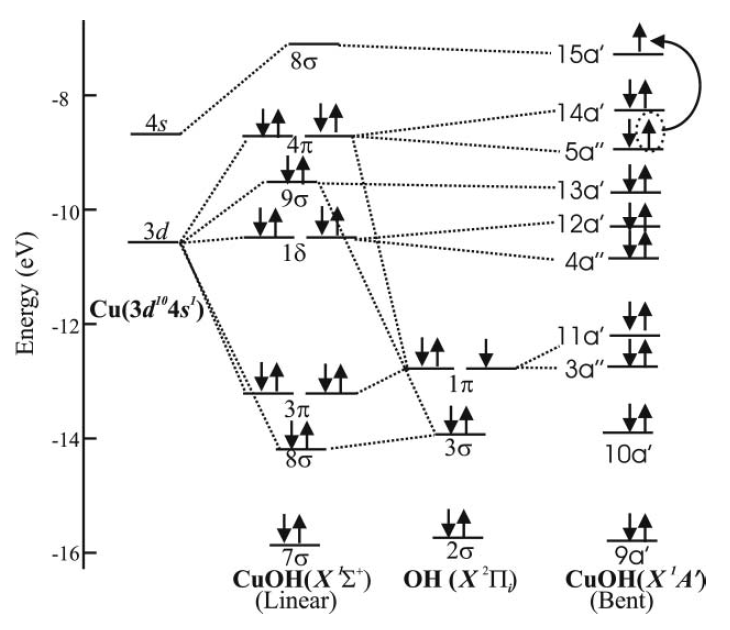 8σ
15a'
-8
4s
14a'
4π
5a"
9σ
13a'
-10
3d
1δ
12a'
4a"
Energy (eV)
Cu(3d¹⁰4s¹)
-12
11a'
1π
3a"
3π
-14
8σ
3σ
10a'
-16
7σ
2σ
9a'
CuOH(X¹Σ⁺) OH (X²Πᵢ) CuOH(X¹A')
(Linear) (Bent)